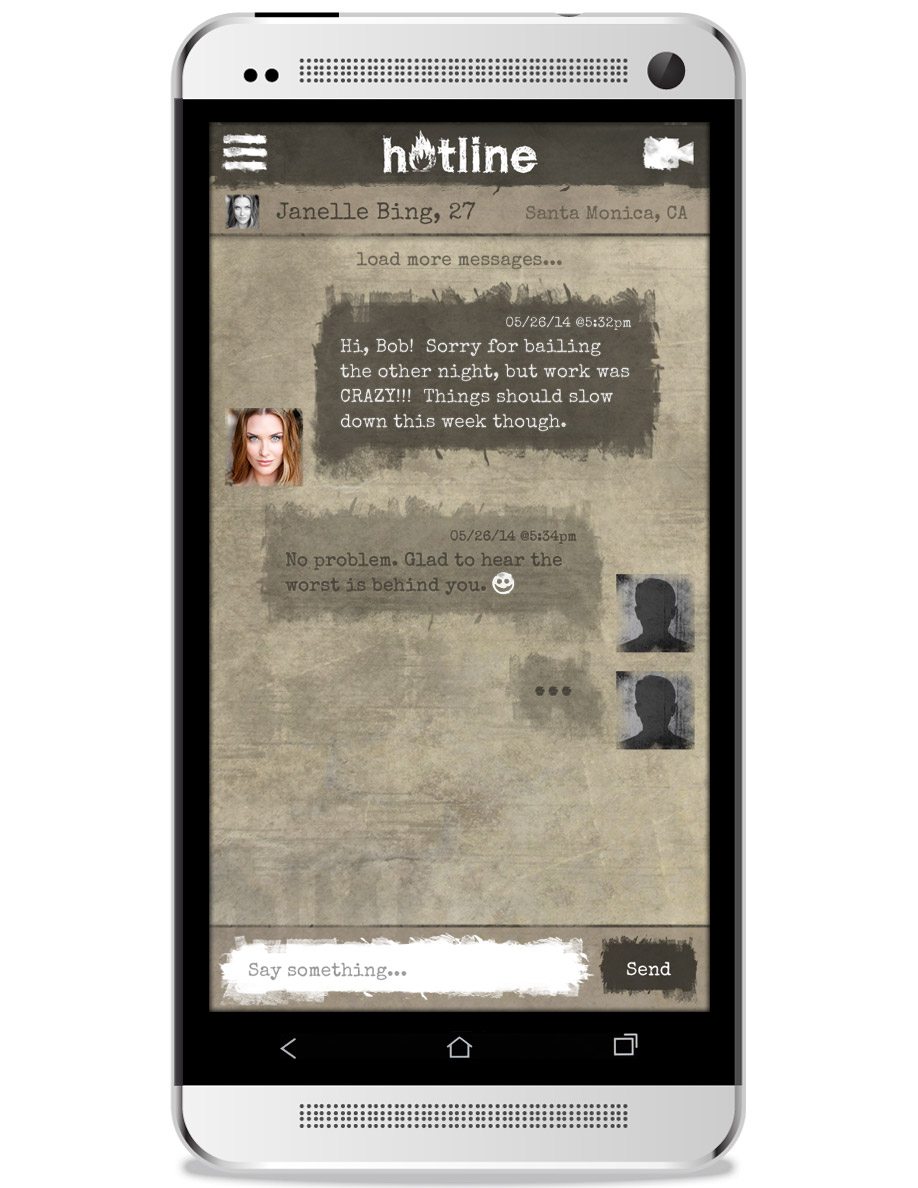 hotline
Janelle Bing, 27 Santa Monica, CA
load more messages...
05/26/14 @5:32pm
Hi, Bob! Sorry for bailing
the other night, but work was
CRAZY!!! Things should slow
down this week though.
05/26/14 @5:34pm
No problem. Glad to hear the
worst is behind you.
Say something... Send